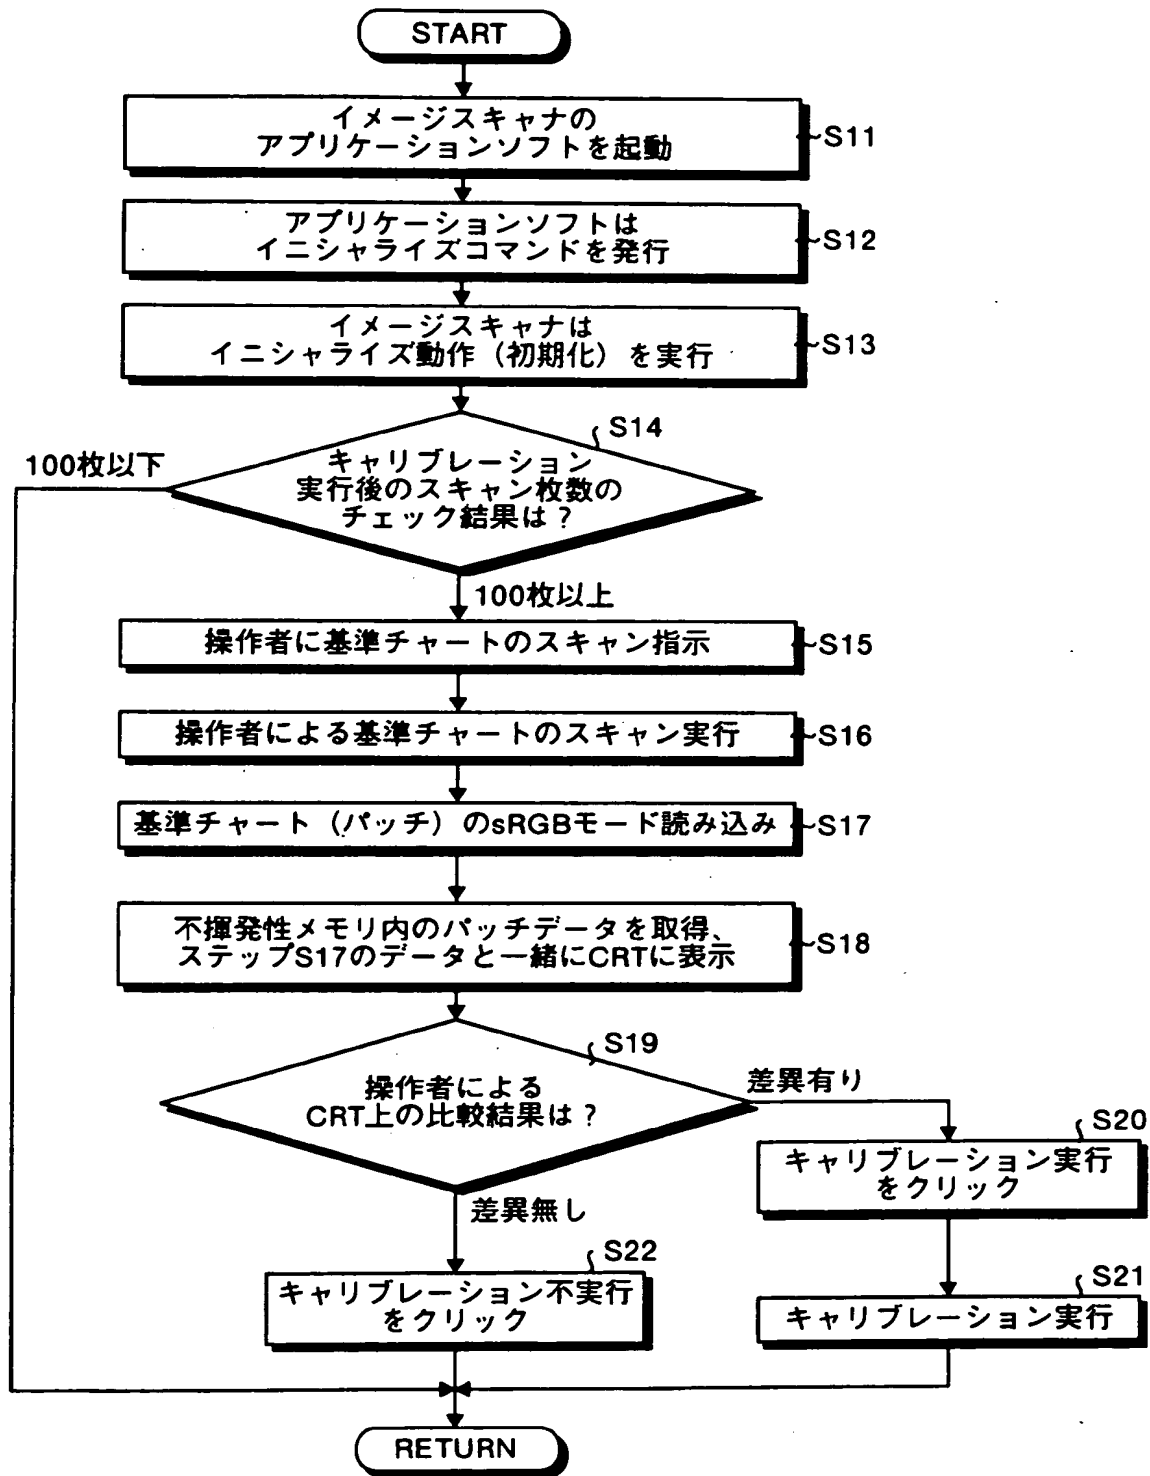 START
イメージスキャナの
アプリケーションソフトを起動
S11
アプリケーションソフトは
イニシャライズコマンドを発行
S12
イメージスキャナは
イニシャライズ動作（初期化）を実行
S13
S14
100枚以下
キャリブレーション
実行後のスキャン枚数の
チェック結果は？
100枚以上
操作者に基準チャートのスキャン指示
S15
操作者による基準チャートのスキャン実行
S16
基準チャート（パッチ）のsRGBモード読み込み
S17
不揮発性メモリ内のパッチデータを取得、
ステップS17のデータと一緒にCRTに表示
S18
S19
操作者による
CRT上の比較結果は？
差異有り
S20
キャリブレーション実行
をクリック
差異無し
S22
キャリブレーション不実行
をクリック
S21
キャリブレーション実行
RETURN